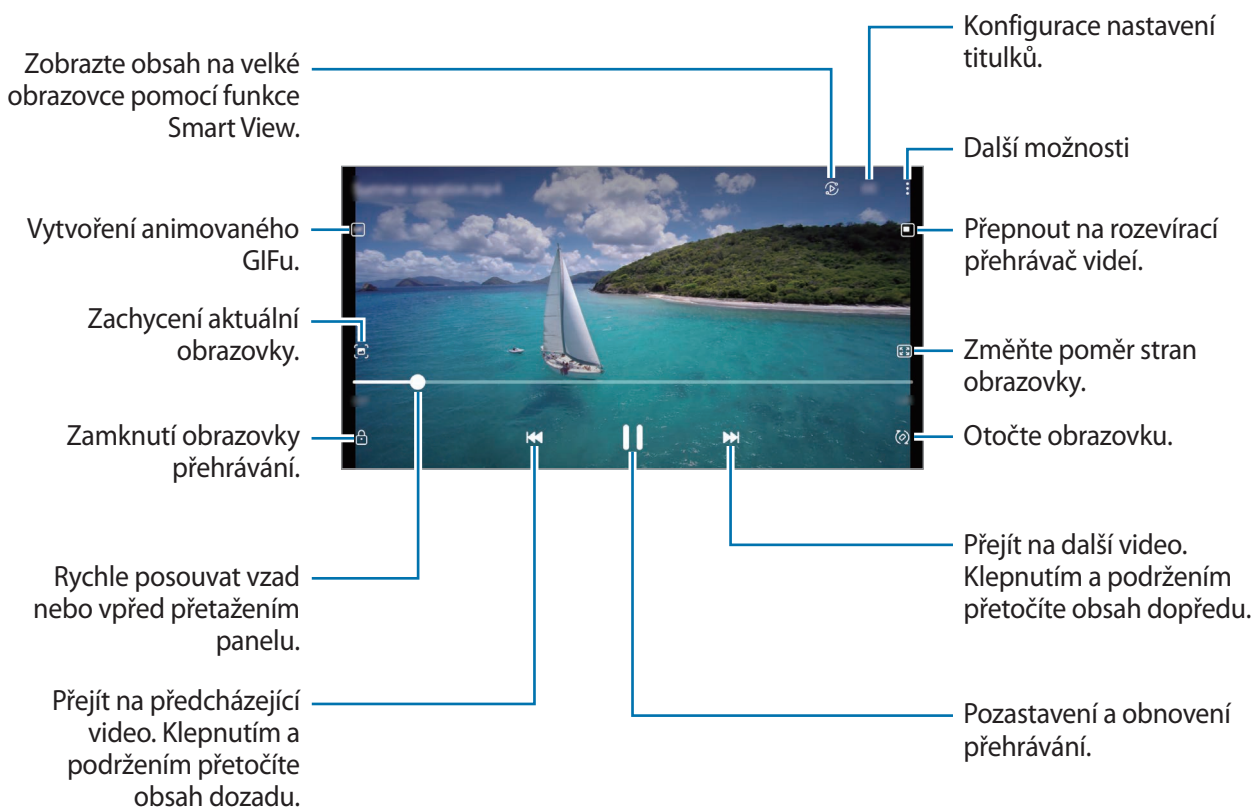 Zobrazte obsah na velké
obrazovce pomocí funkce
Smart View.
Konfigurace nastavení
titulků.
Další možnosti
Vytvoření animovaného
GIFu.
Přepnout na rozevírací
přehrávač videí.
Zachycení aktuální
obrazovky.
Změňte poměr stran
obrazovky.
Zamknutí obrazovky
přehrávání.
Otočte obrazovku.
Rychle posouvat vzad
nebo vpřed přetažením
panelu.
Přejít na další video.
Klepnutím a podržením
přetočíte obsah dopředu.
Přejít na předcházející
video. Klepnutím a
podržením přetočíte
obsah dozadu.
Pozastavení a obnovení
přehrávání.